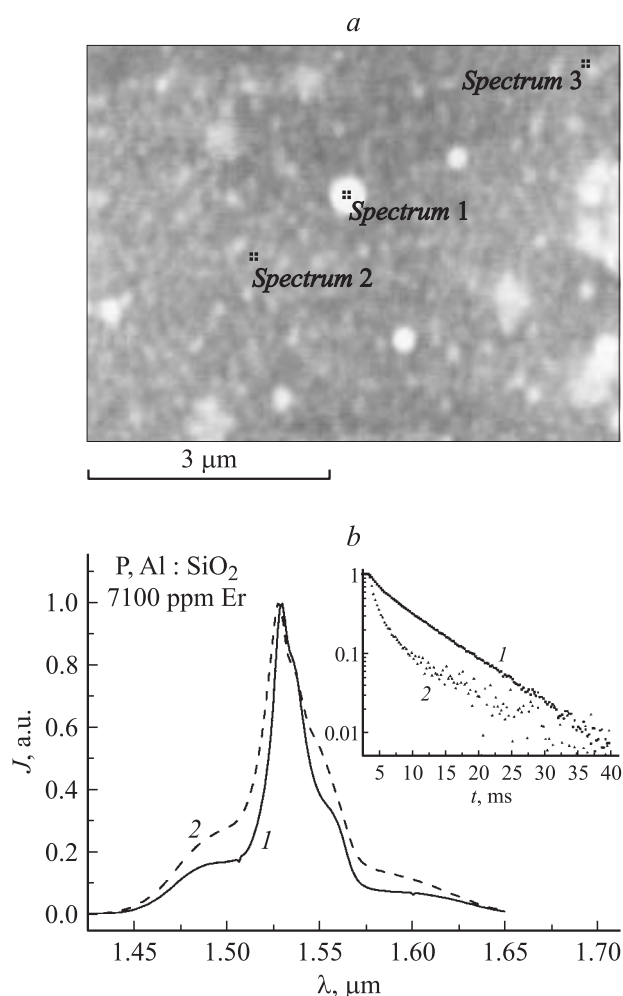 a
Spectrum 3
Spectrum 1
Spectrum 2
3 μm
b
P, Al : SiO₂
7100 ppm Er
1.0
0.8
0.6
0.4
0.2
0.0
J, a.u.
2
1
1.45 1.50 1.55 1.60 1.65 1.70
λ, μm
1
0.1
0.01
1
2
5 10 15 20 25 30 35 40
t, ms